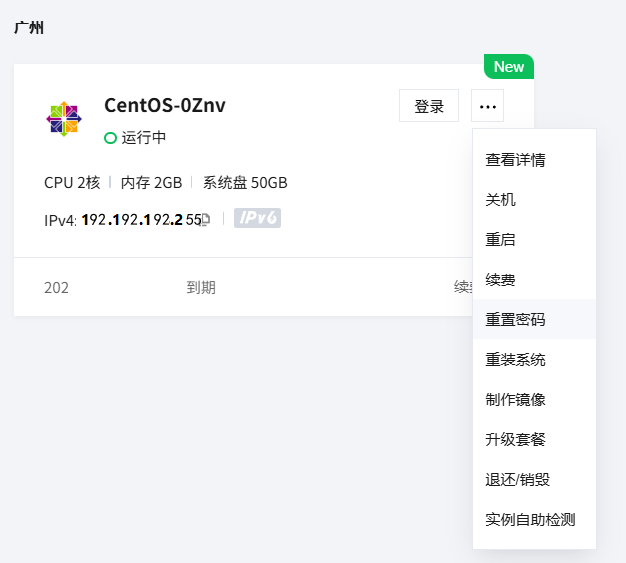 广州
New
CentOS-0Znv
登录
运行中
CPU 2核 内存 2GB 系统盘 50GB
IPv4: 192.192.192.255 IPv6
202 到期 续
查看详情
关机
重启
续费
重置密码
重装系统
制作镜像
升级套餐
退还/销毁
实例自助检测